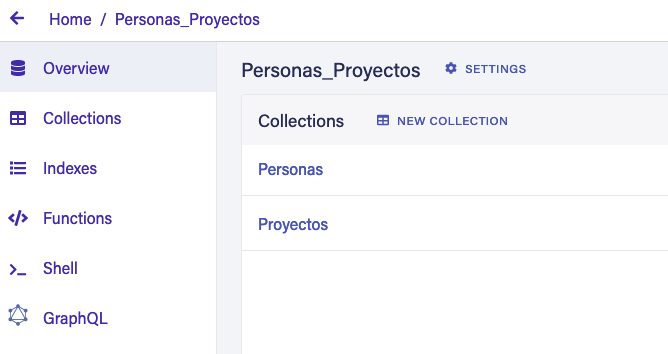 Home / Personas_Proyectos
Overview
Collections
Indexes
Functions
Shell
GraphQL
Personas_Proyectos SETTINGS
Collections NEW COLLECTION
Personas
Proyectos